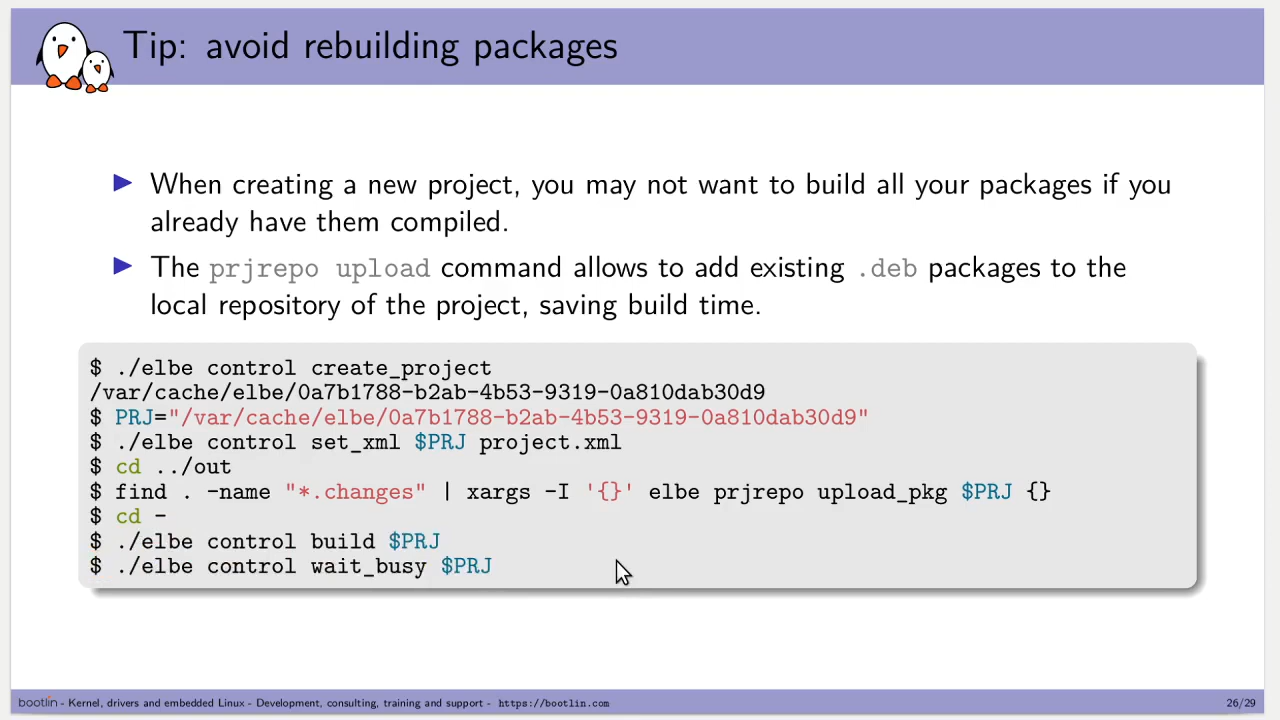 Tip: avoid rebuilding packages
When creating a new project, you may not want to build all your packages if you
already have them compiled.
The prjrepo upload command allows to add existing .deb packages to the
local repository of the project, saving build time.
$ ./elbe control create_project
/var/cache/elbe/0a7b1788-b2ab-4b53-9319-0a810dab30d9
$ PRJ="/var/cache/elbe/0a7b1788-b2ab-4b53-9319-0a810dab30d9"
$ ./elbe control set_xml $PRJ project.xml
$ cd ../out
$ find . -name "*.changes" | xargs -I '{}' elbe prjrepo upload_pkg $PRJ {}
$ cd -
$ ./elbe control build $PRJ
$ ./elbe control wait_busy $PRJ
bootlin - Kernel, drivers and embedded Linux - Development, consulting, training and support - https://bootlin.com
26/29